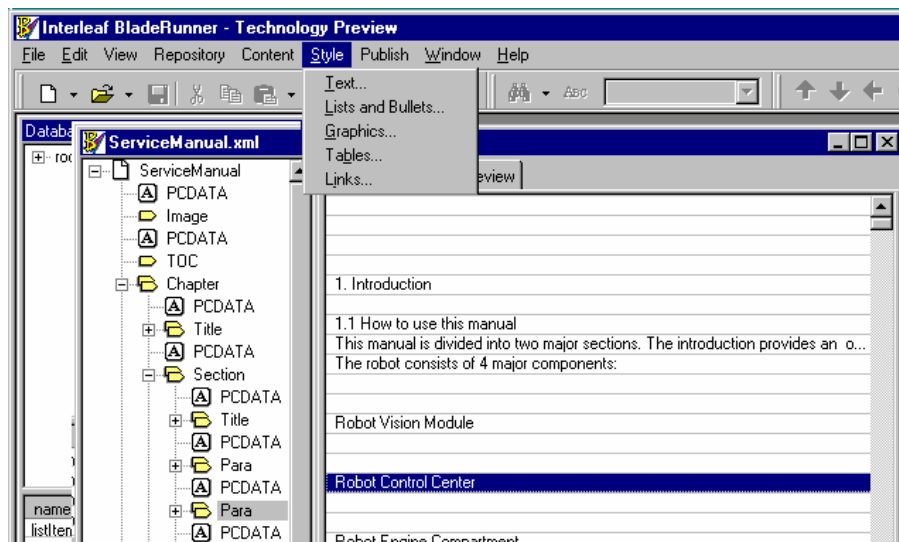 Interleaf BladeRunner - Technology Preview
File Edit View Repository Content Style Publish Window Help
ABC
Text...
Lists and Bullets...
Graphics...
Tables...
Links...
ServiceManual.xml
ServiceManual
PCDATA
Image
PCDATA
TOC
Chapter
PCDATA
Title
PCDATA
Section
PCDATA
Title
PCDATA
Para
PCDATA
Para
PCDATA
name
1. Introduction
1.1 How to use this manual
This manual is divided into two major sections. The introduction provides an o...
The robot consists of 4 major components:
Robot Vision Module
Robot Control Center
Robot Engine Compartment